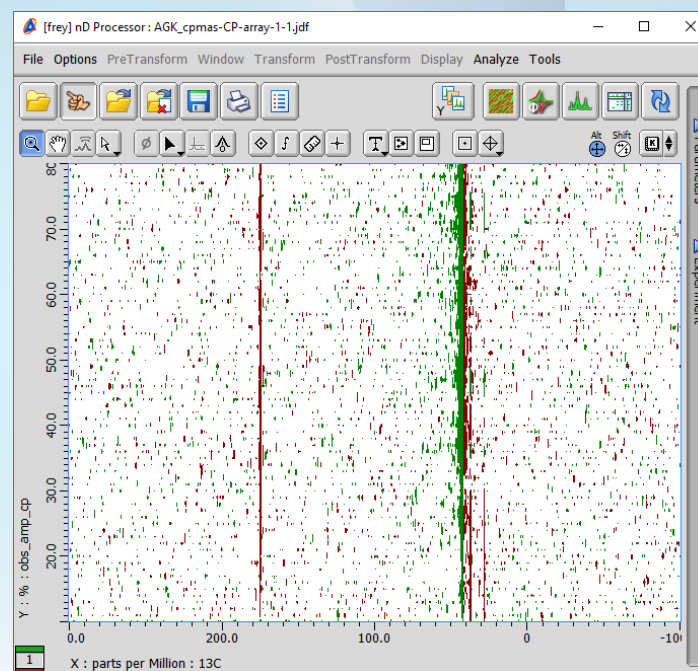 [frey] nD Processor : AGK_cpmas-CP-array-1-1.jdf
File Options PreTransform Window Transform PostTransform Display Analyze Tools
Y
Alt Shift
K
T
Parameters
Experiment
80
70.0
60.0
50.0
40.0
30.0
20.0
Y : % : obs_amp_cp
0.0 200.0 100.0 0 -100
1
X : parts per Million : 13C